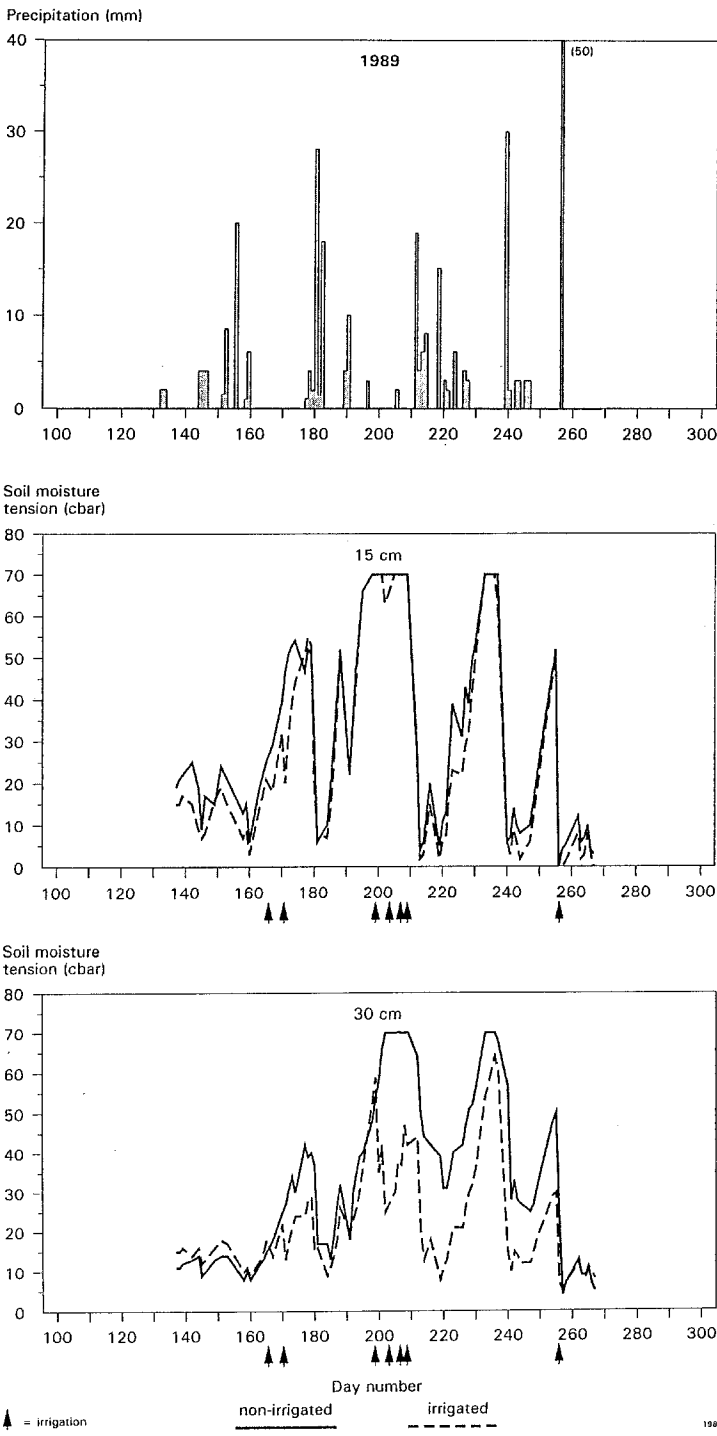 Precipitation (mm)
40
30
20
10
0
1989
(50)
100 120 140 160 180 200 220 240 260 280 300
Soil moisture
tension (cbar)
80
70
60
50
40
30
20
10
0
15 cm
100 120 140 160 180 200 220 240 260 280 300
Soil moisture
tension (cbar)
80
70
60
50
40
30
20
10
0
30 cm
100 120 140 160 180 200 220 240 260 280 300
Day number
= irrigation
non-irrigated
irrigated
198